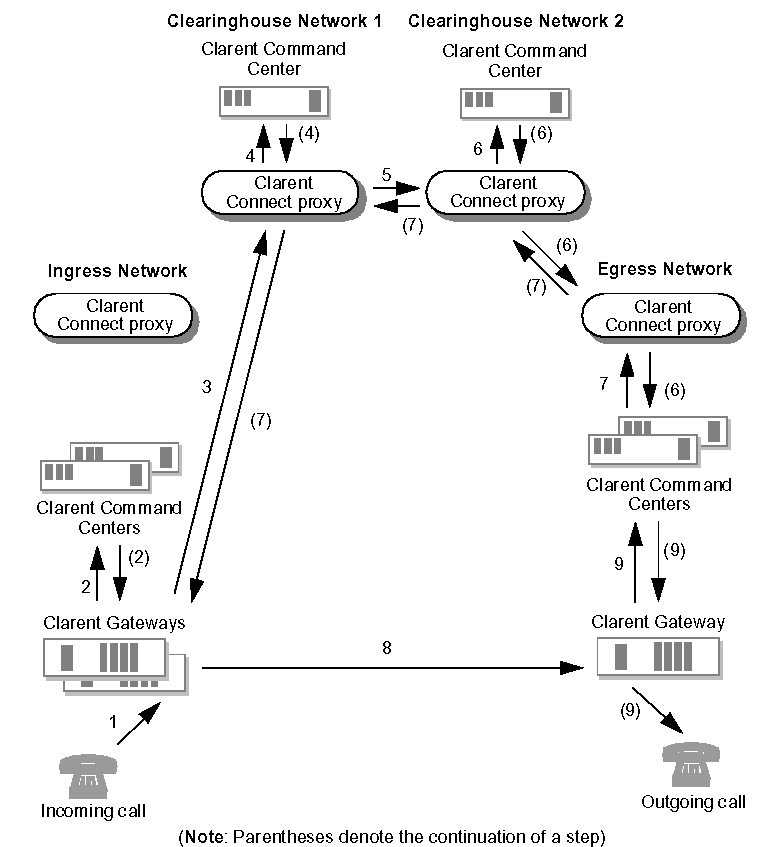 Clearinghouse Network 1
Clearinghouse Network 2
Clarent Command
Center
Clarent Command
Center
4
(4)
6
(6)
Clarent
Connect proxy
5
(7)
Clarent
Connect proxy
(6)
(7)
Ingress Network
Clarent
Connect proxy
Egress Network
Clarent
Connect proxy
3
(7)
7
(6)
Clarent Command
Centers
Clarent Command
Centers
2
(2)
9
(9)
Clarent Gateways
Clarent Gateway
8
1
(9)
Incoming call
Outgoing call
(Note: Parentheses denote the continuation of a step)